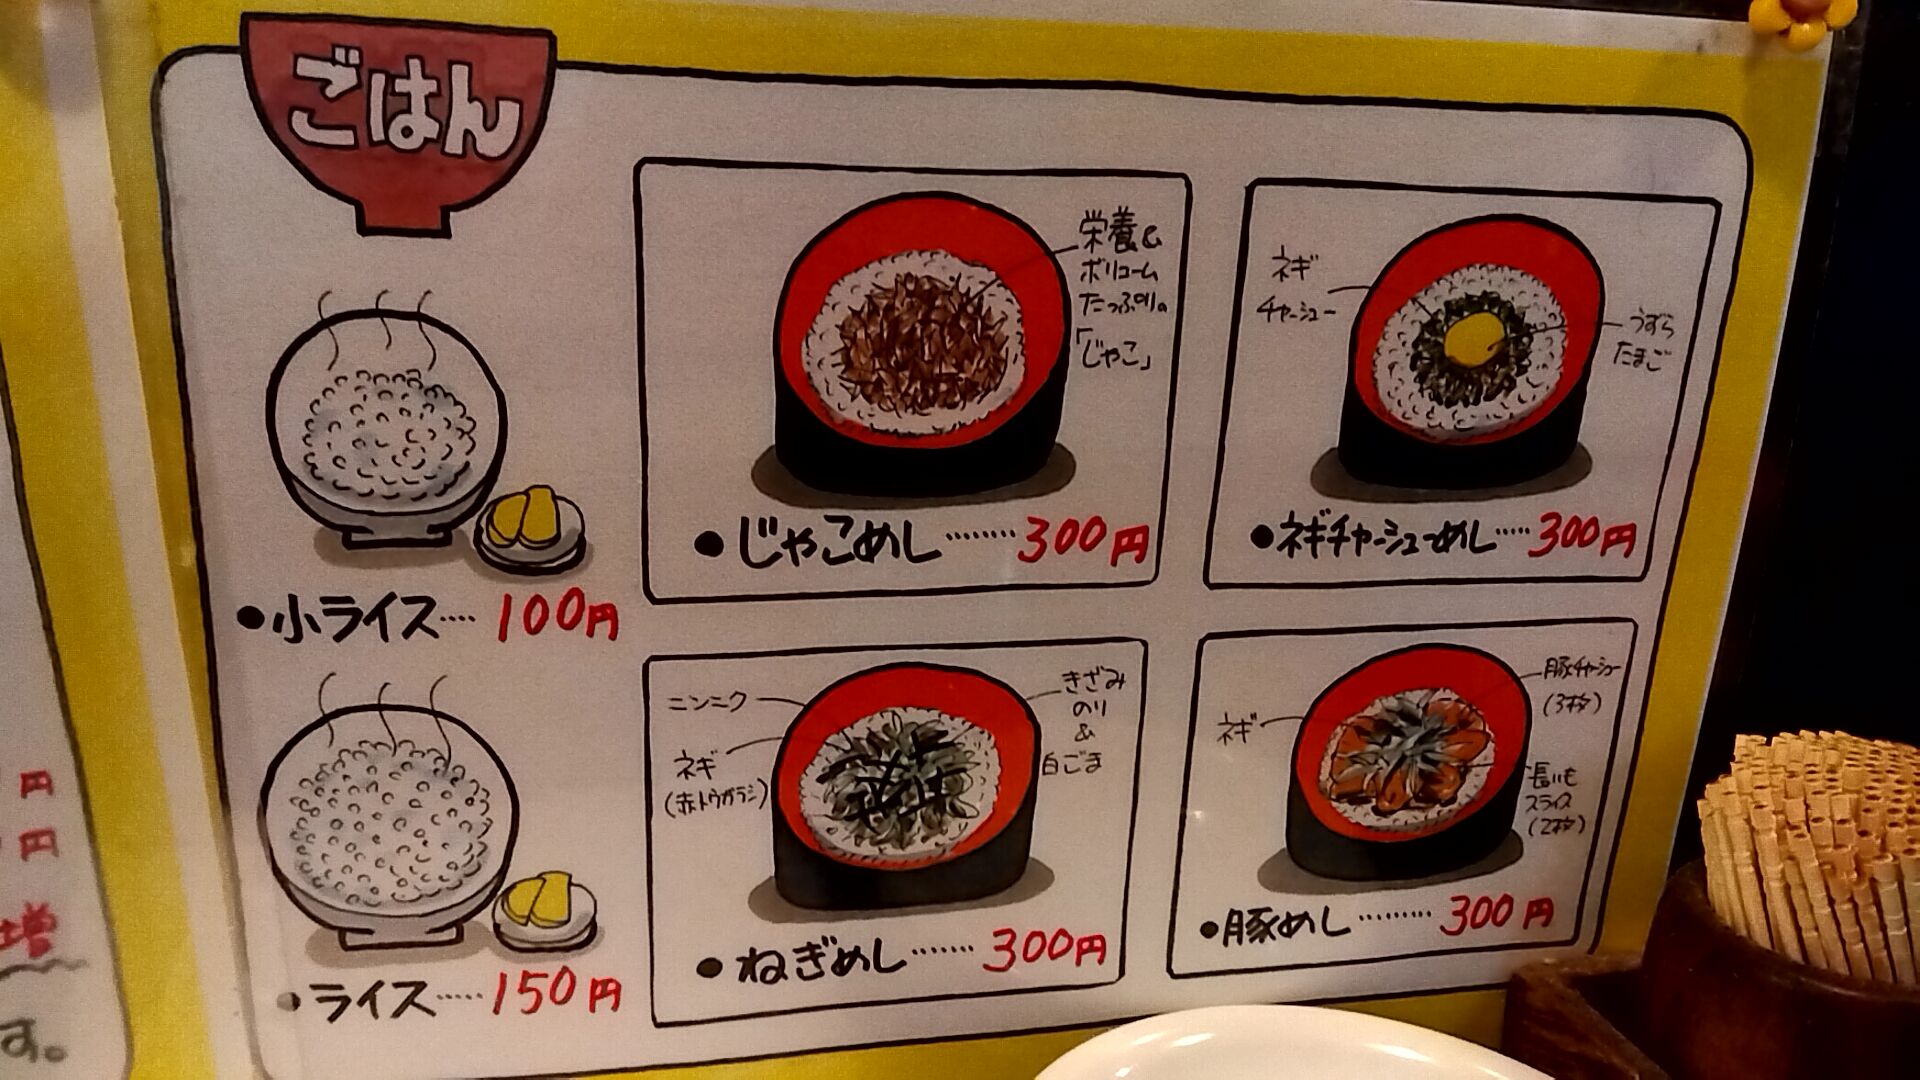 ごはん
●小ライス…… 100円
●ライス…… 150円
栄養&
ボリューム
たっぷり。
「じゃこ」
●じゃこめし……… 300円
ネギ
チャーシュー
うずら
たまご
●ネギチャーシューめし…… 300円
ニンニク
ネギ
(赤トウガラシ)
きざみ
のり
&
白ごま
●ねぎめし……… 300円
ネギ
豚チャーシュー
(3枚)
長いも
スライス
(2枚)
●豚めし……… 300円
円
円
増
す。